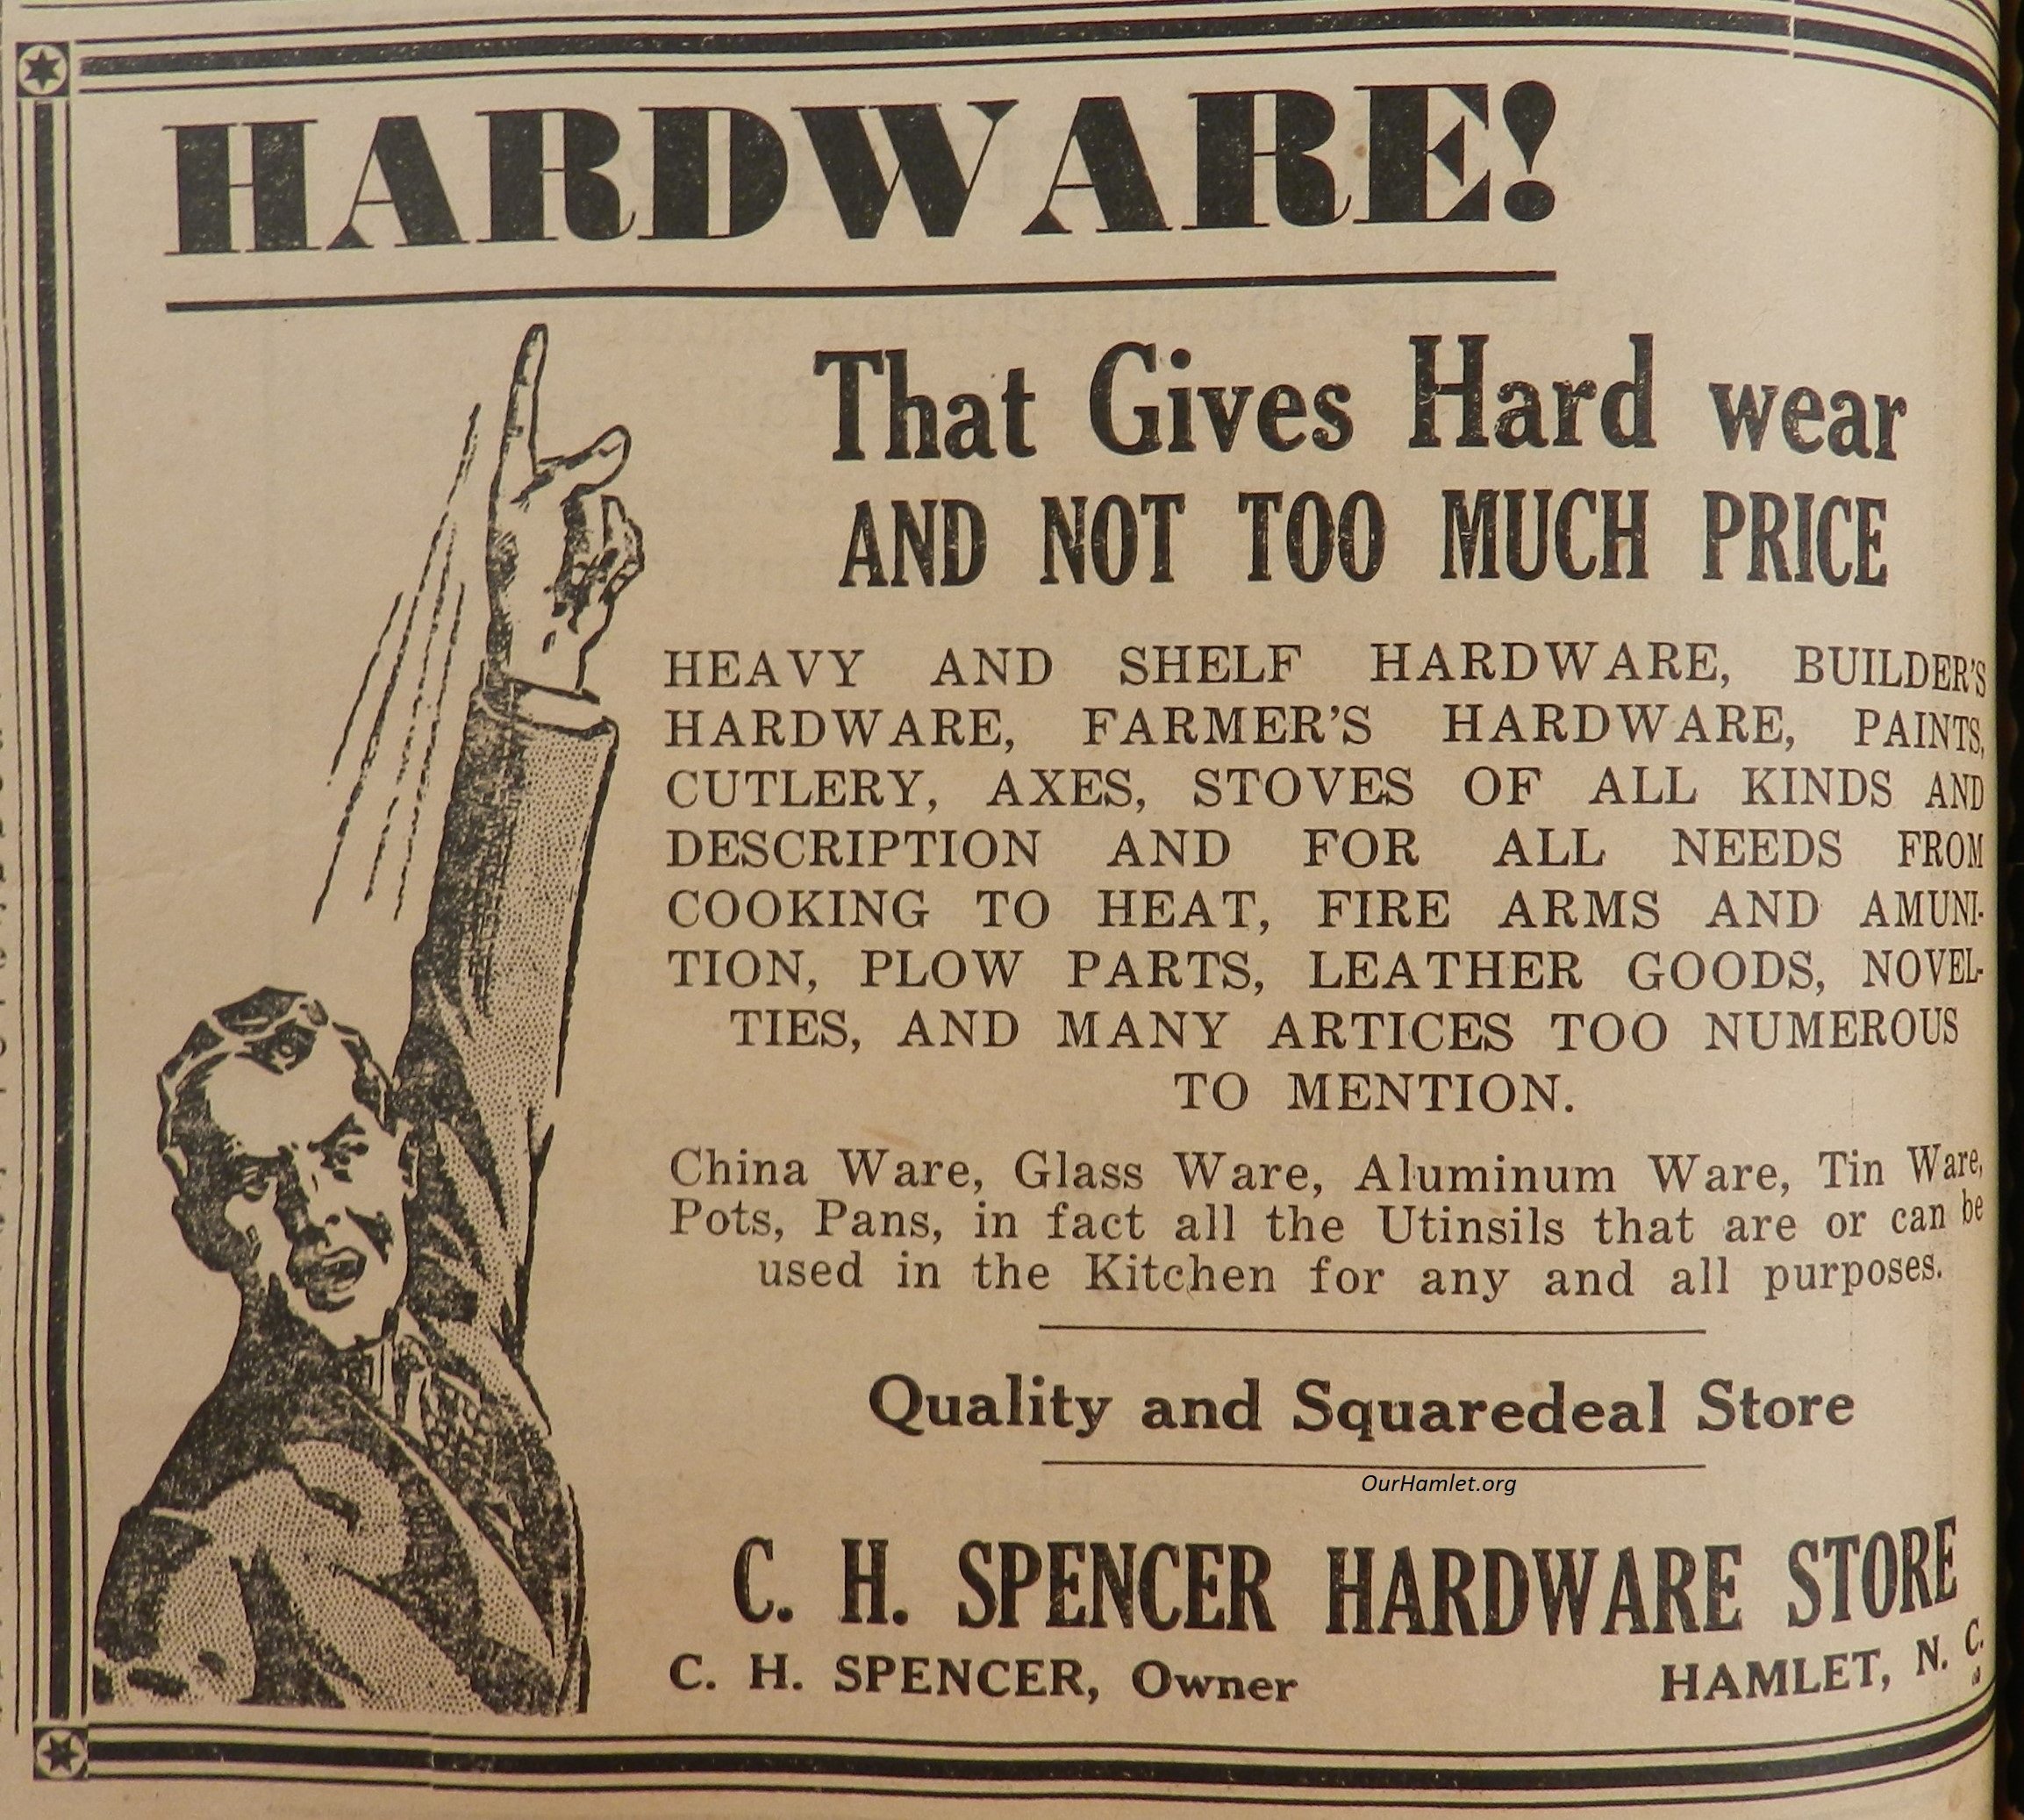 HARDWARE!
That Gives Hard wear
AND NOT TOO MUCH PRICE
HEAVY AND SHELF HARDWARE, BUILDER'S
HARDWARE, FARMER'S HARDWARE, PAINTS,
CUTLERY, AXES, STOVES OF ALL KINDS AND
DESCRIPTION AND FOR ALL NEEDS FROM
COOKING TO HEAT, FIRE ARMS AND AMUNI-
TION, PLOW PARTS, LEATHER GOODS, NOVEL-
TIES, AND MANY ARTICES TOO NUMEROUS
TO MENTION.
China Ware, Glass Ware, Aluminum Ware, Tin Ware,
Pots, Pans, in fact all the Utinsils that are or can be
used in the Kitchen for any and all purposes.
Quality and Squaredeal Store
OurHamlet.org
C. H. SPENCER HARDWARE STORE
C. H. SPENCER, Owner HAMLET, N. C.